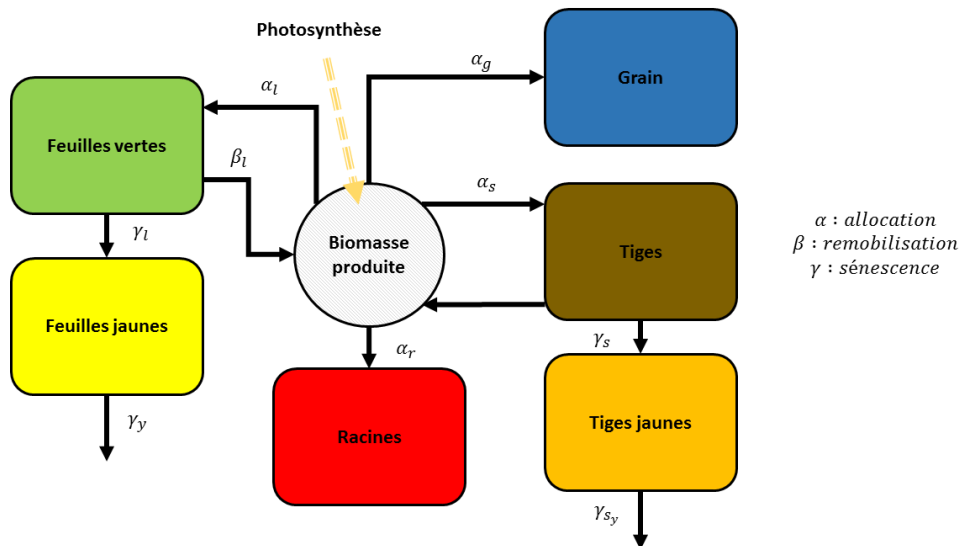 Photosynthèse
α_g
Grain
α_l
Feuilles vertes
β_l
α_s
Biomasse
produite
Tiges
α : allocation
β : remobilisation
γ : sénescence
γ_l
Feuilles jaunes
α_r
γ_s
Racines
Tiges jaunes
γ_y
γ_{s_y}